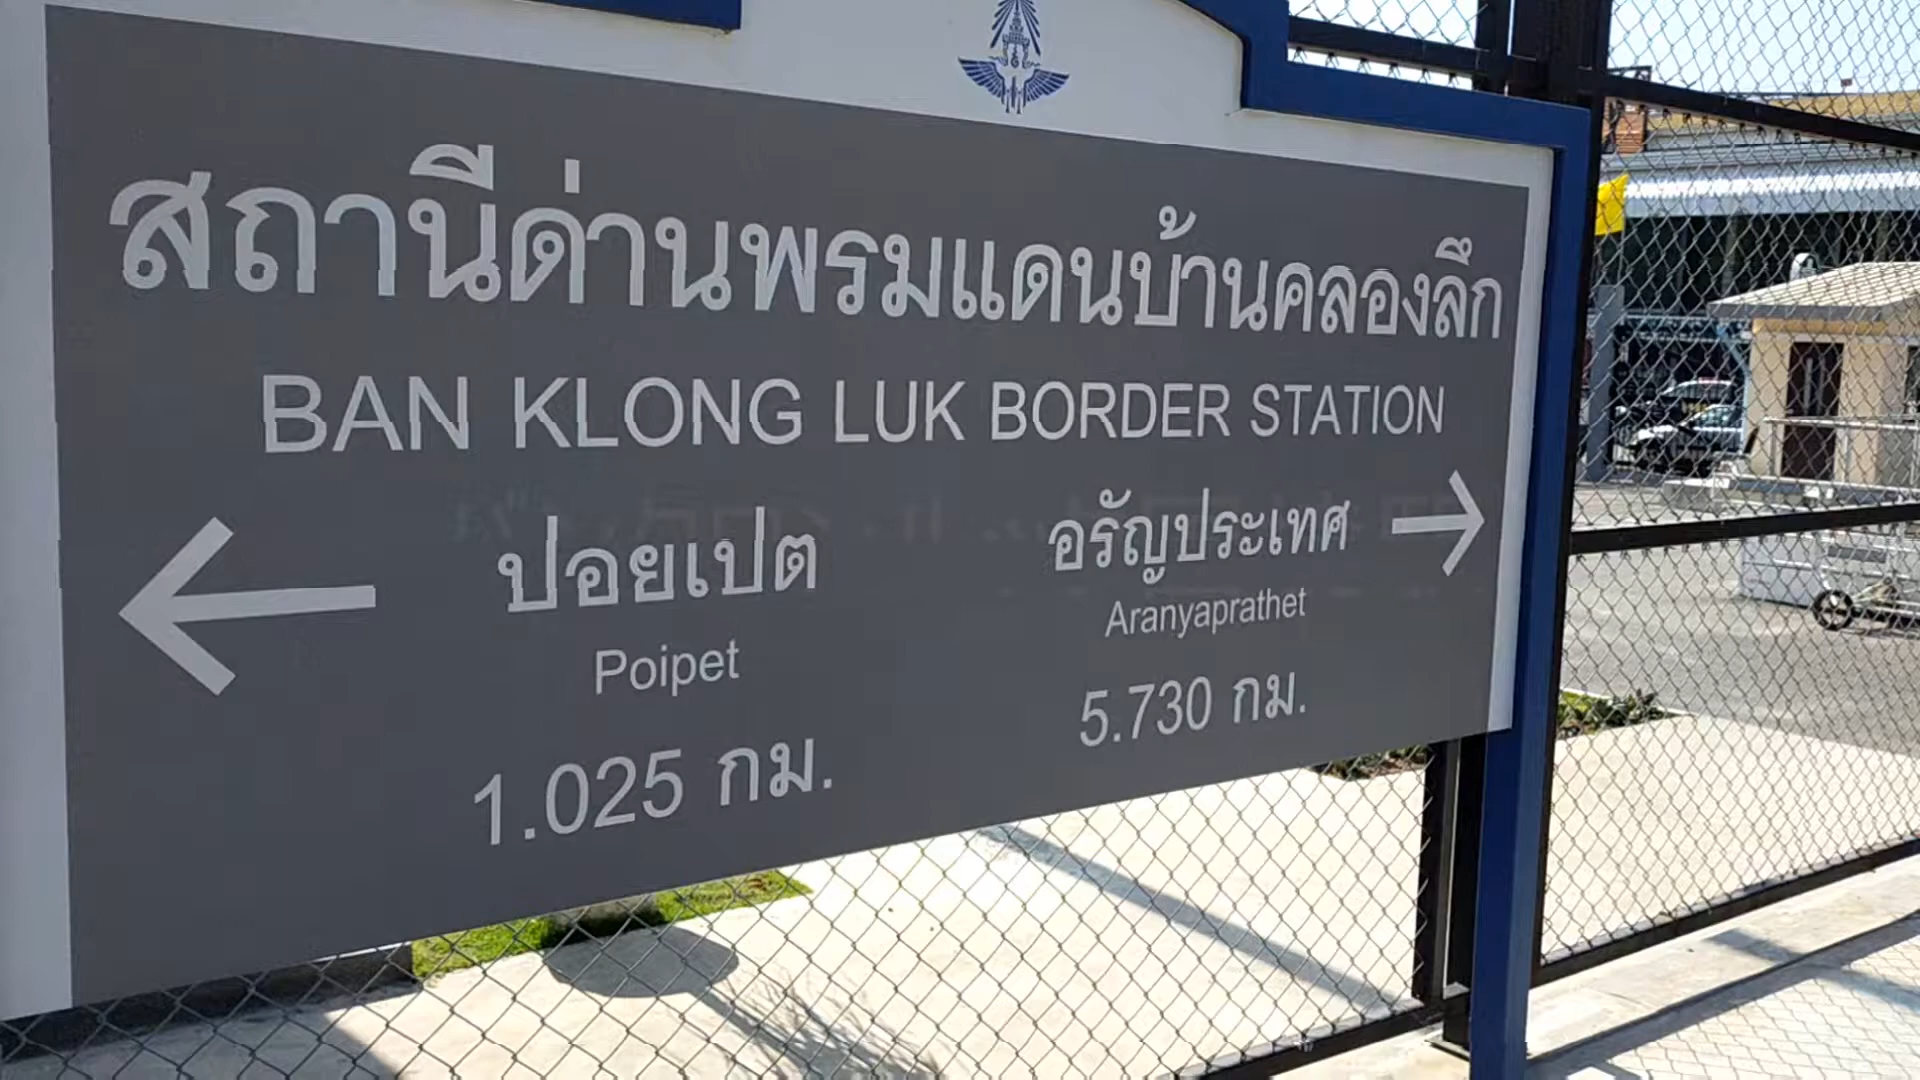 สถานีด่านพรมแดนบ้านคลองลึก
BAN KLONG LUK BORDER STATION
ปอยเปต
Poipet
1.025 กม.
อรัญประเทศ
Aranyaprathet
5.730 กม.